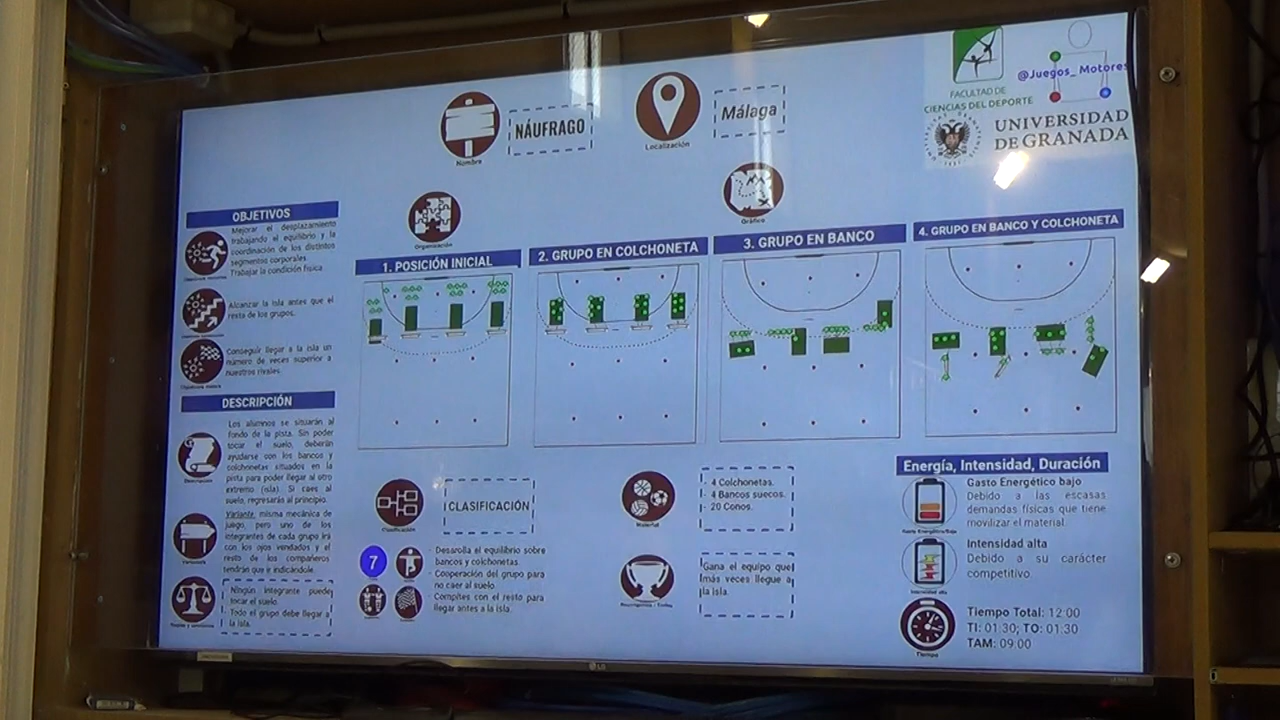 NÁUFRAGO
Nombre
Málaga
Localización
FACULTAD DE
CIENCIAS DEL DEPORTE
@Juegos_Motores
UNIVERSIDAD
DE GRANADA
Organización
Gráfico
OBJETIVOS
Mejorar el desplazamiento
trabajando el equilibrio y la
coordinación de los distintos
segmentos corporales.
Trabajar la condición física.
Alcanzar la isla antes que el
resto de los grupos.
Conseguir llegar a la isla un
número de veces superior a
nuestros rivales.
DESCRIPCIÓN
Los alumnos se situarán al
fondo de la pista. Sin poder
tocar el suelo, deberán
ayudarse con los bancos y
colchonetas situados en la
pista para poder llegar al otro
extremo (isla). Si caes al
suelo, regresarás al principio.
Descripción
Variante: misma mecánica de
juego, pero uno de los
integrantes de cada grupo irá
con los ojos vendados y el
resto de los compañeros
tendrán que ir indicándole.
Variante
- Ningún integrante puede
tocar el suelo.
- Todo el grupo debe llegar a
la isla.
1. POSICIÓN INICIAL
2. GRUPO EN COLCHONETA
3. GRUPO EN BANCO
4. GRUPO EN BANCO Y COLCHONETA
CLASIFICACIÓN
Clasificación
7
- Desarolla el equilibrio sobre
bancos y colchonetas.
- Cooperación del grupo para
no caer al suelo.
- Compites con el resto para
llegar antes a la isla.
Material
- 4 Colchonetas.
- 4 Bancos suecos.
- 20 Conos.
Gana el equipo que
más veces llegue a
la isla.
Energía, Intensidad, Duración
Gasto Energético bajo
Debido a las escasas
demandas físicas que tiene
movilizar el material.
Intensidad alta
Debido a su carácter
competitivo.
Intensidad alta
Tiempo Total: 12:00
TI: 01:30; TO: 01:30
TAM: 09:00
Tiempo
LG